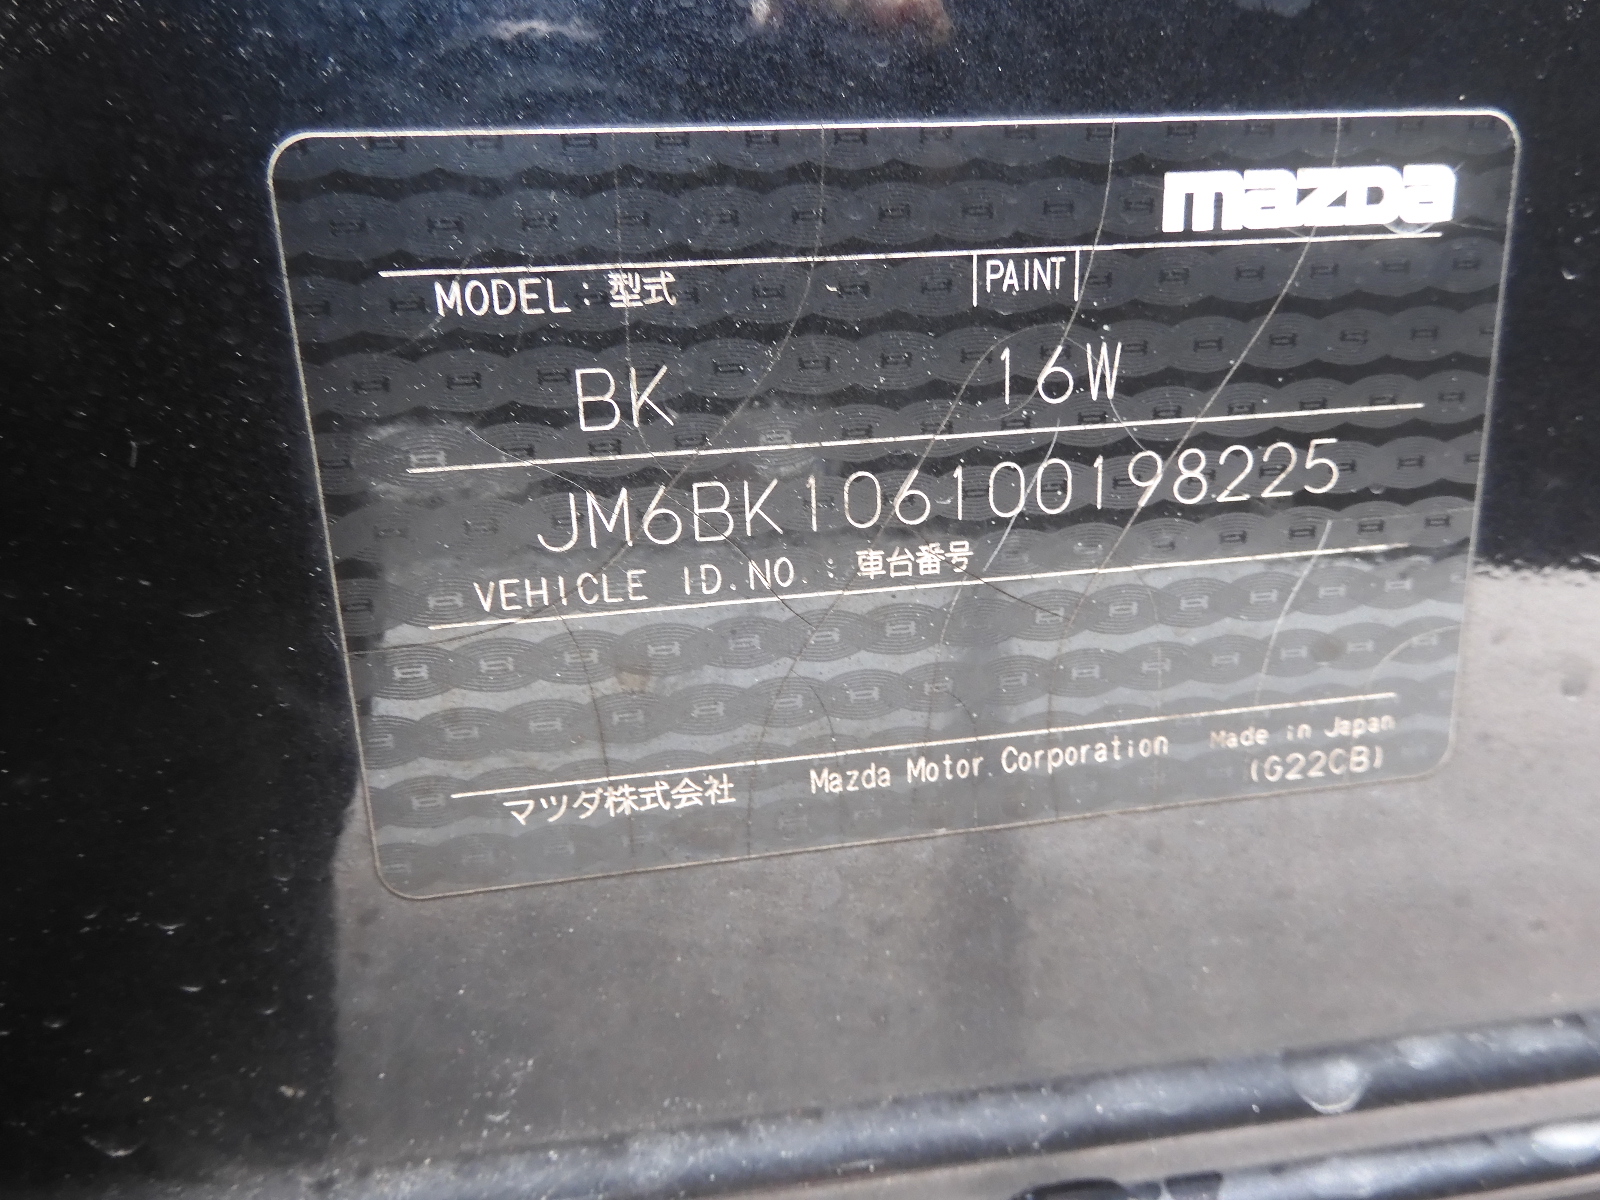 mazda
MODEL : 型式 PAINT
BK 16W
JM6BK106100198225
VEHICLE ID.NO. : 車台番号
マツダ株式会社 Mazda Motor Corporation Made in Japan
(G22CB)